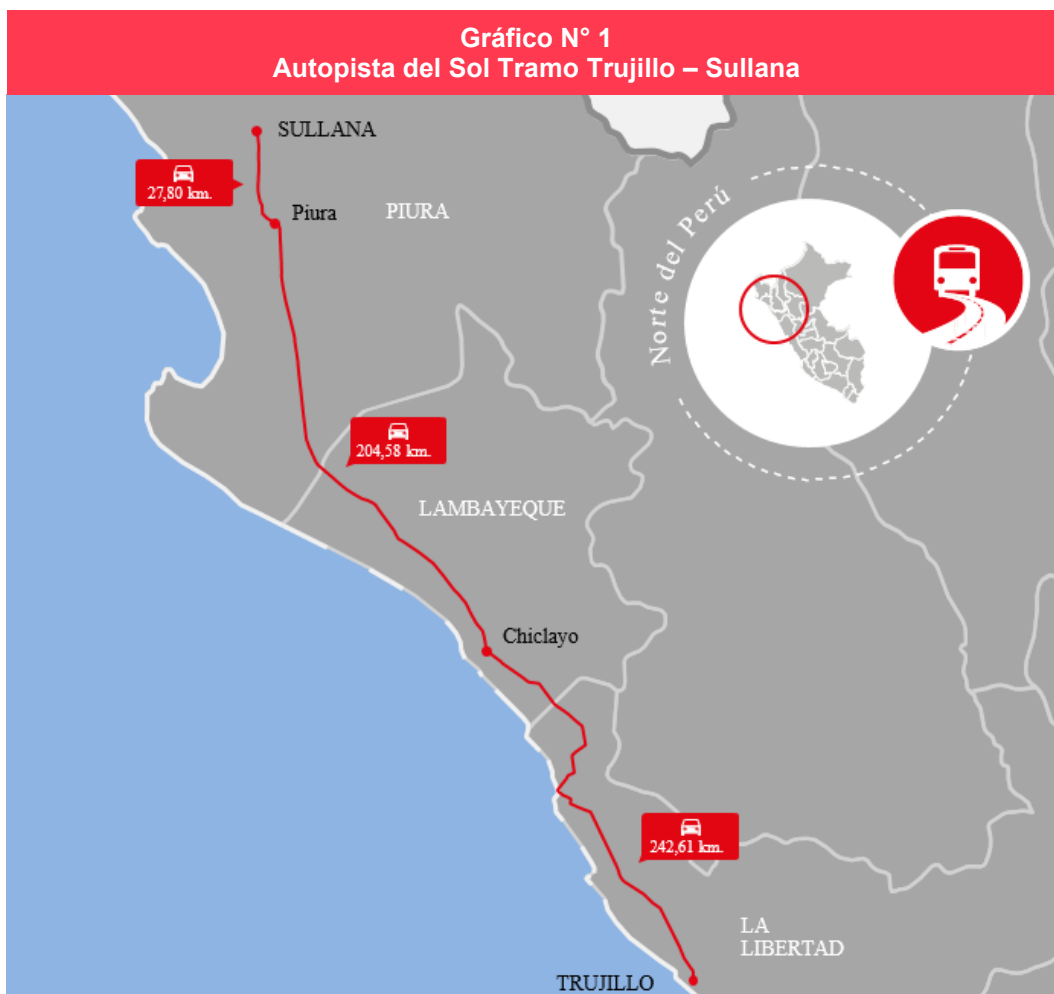 Gráfico N° 1
Autopista del Sol Tramo Trujillo – Sullana
SULLANA
27,80 km.
Piura
PIURA
Norte del Perú
204,58 km.
LAMBAYEQUE
Chiclayo
242,61 km.
LA
LIBERTAD
TRUJILLO